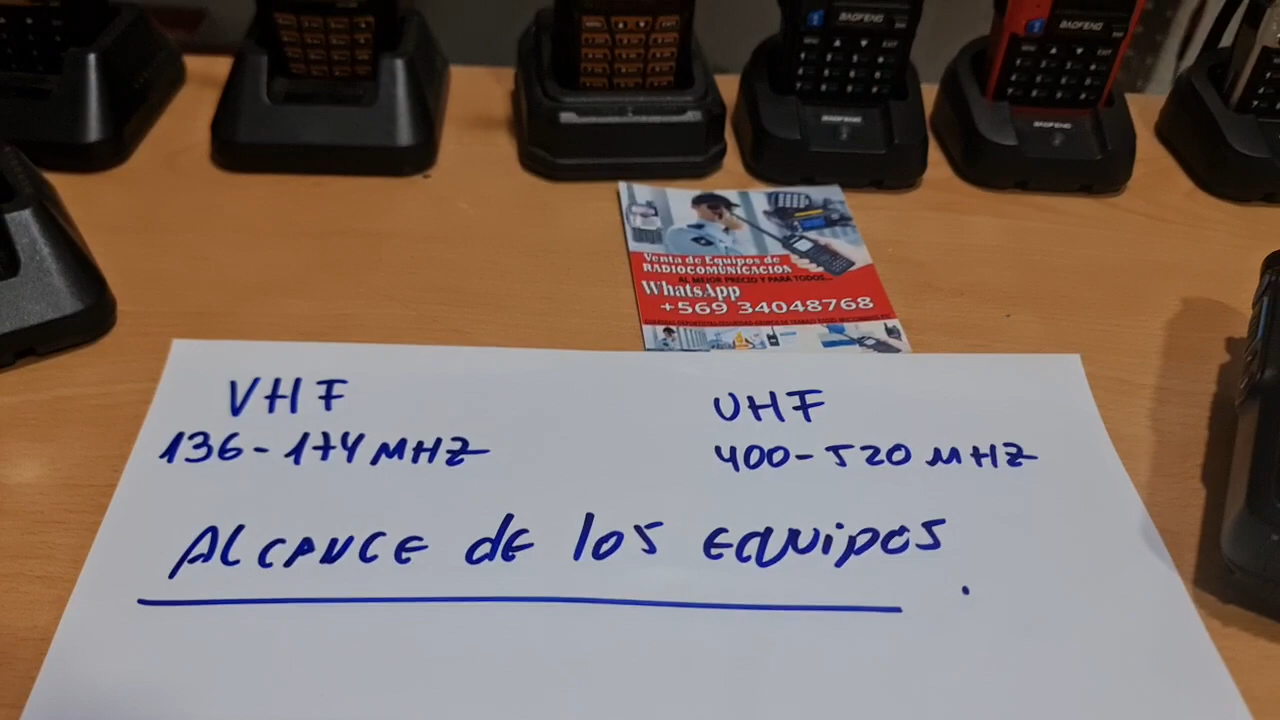 BAOFENG
BAOFENG
BAOFENG
BAOFENG
Venta de Equipos de
RADIOCOMUNICACION
AL MEJOR PRECIO Y PARA TODOS...
WhatsApp
+569 34048768
VHF
136-174 MHZ
UHF
400-520 MHZ
ALCANCE de los EQUIPOS.